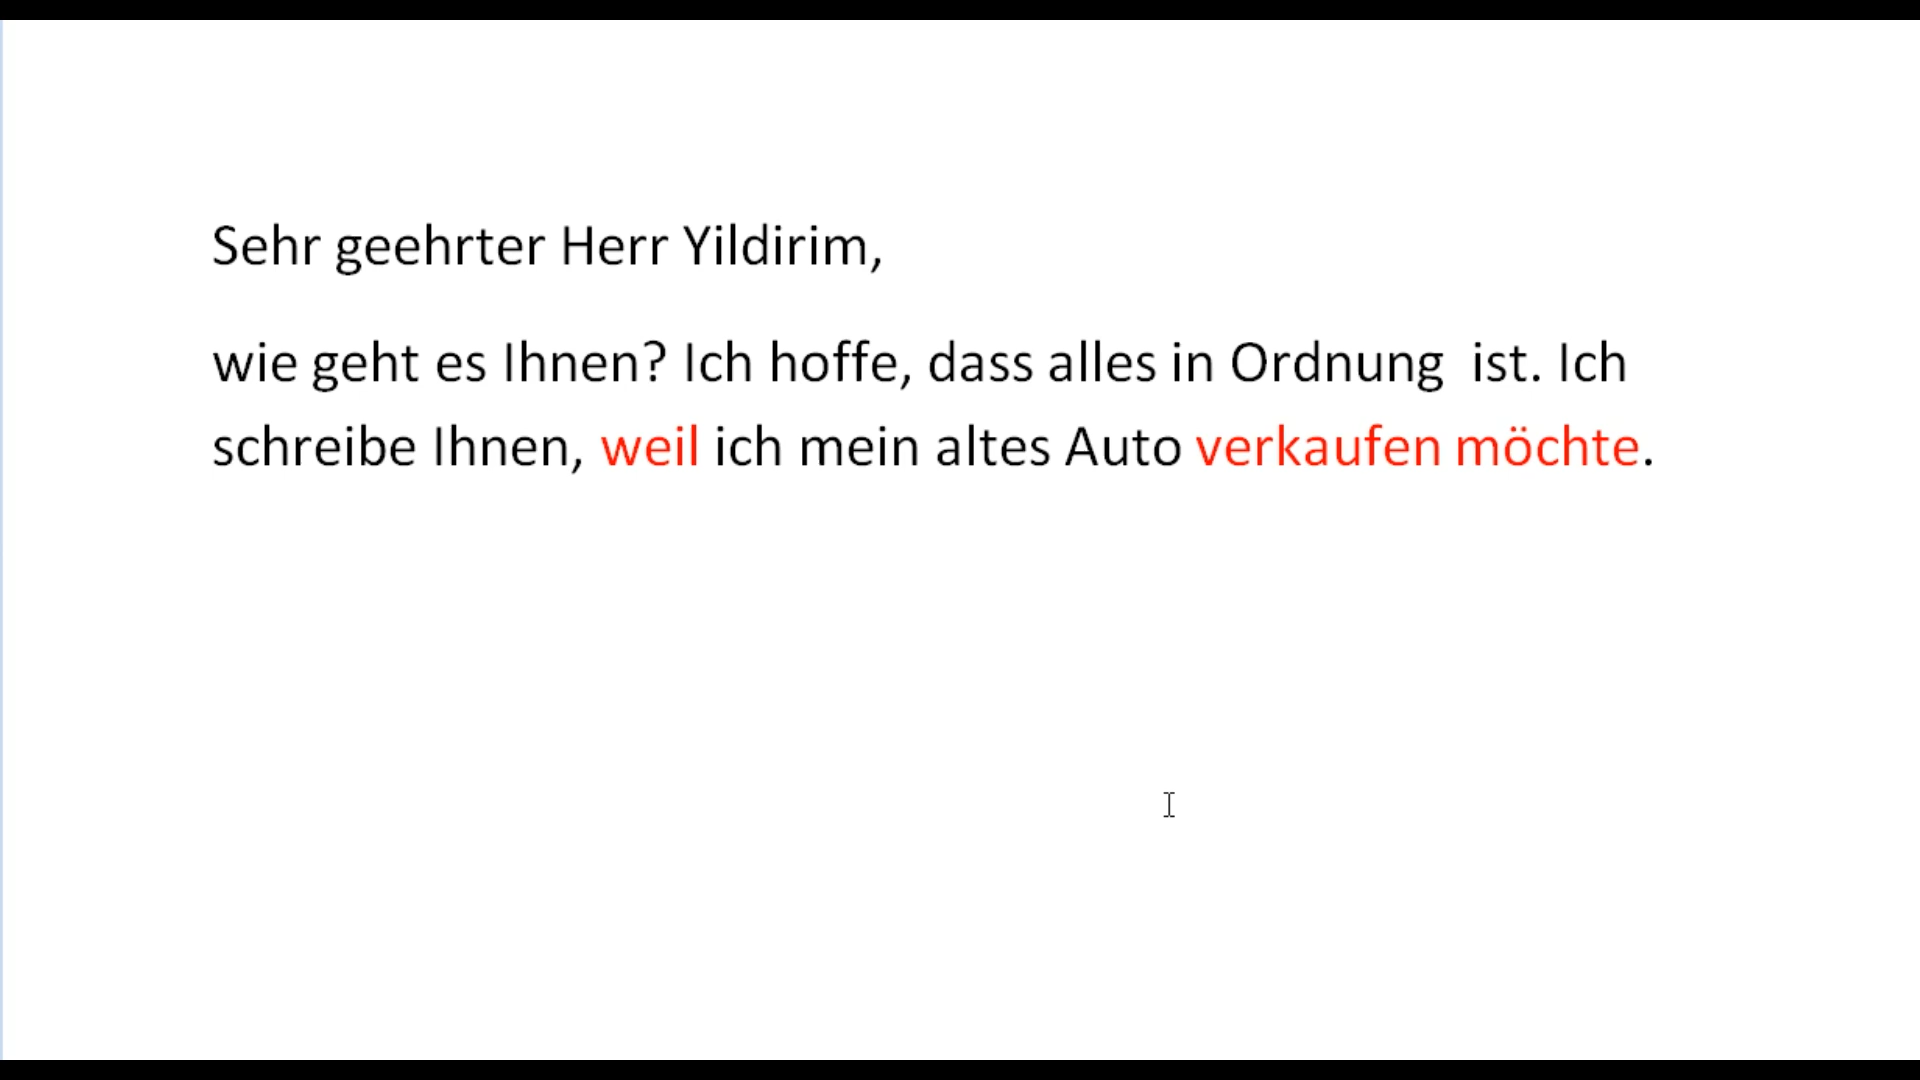 Sehr geehrter Herr Yildirim,
wie geht es Ihnen? Ich hoffe, dass alles in Ordnung  ist. Ich
schreibe Ihnen, weil ich mein altes Auto verkaufen möchte.